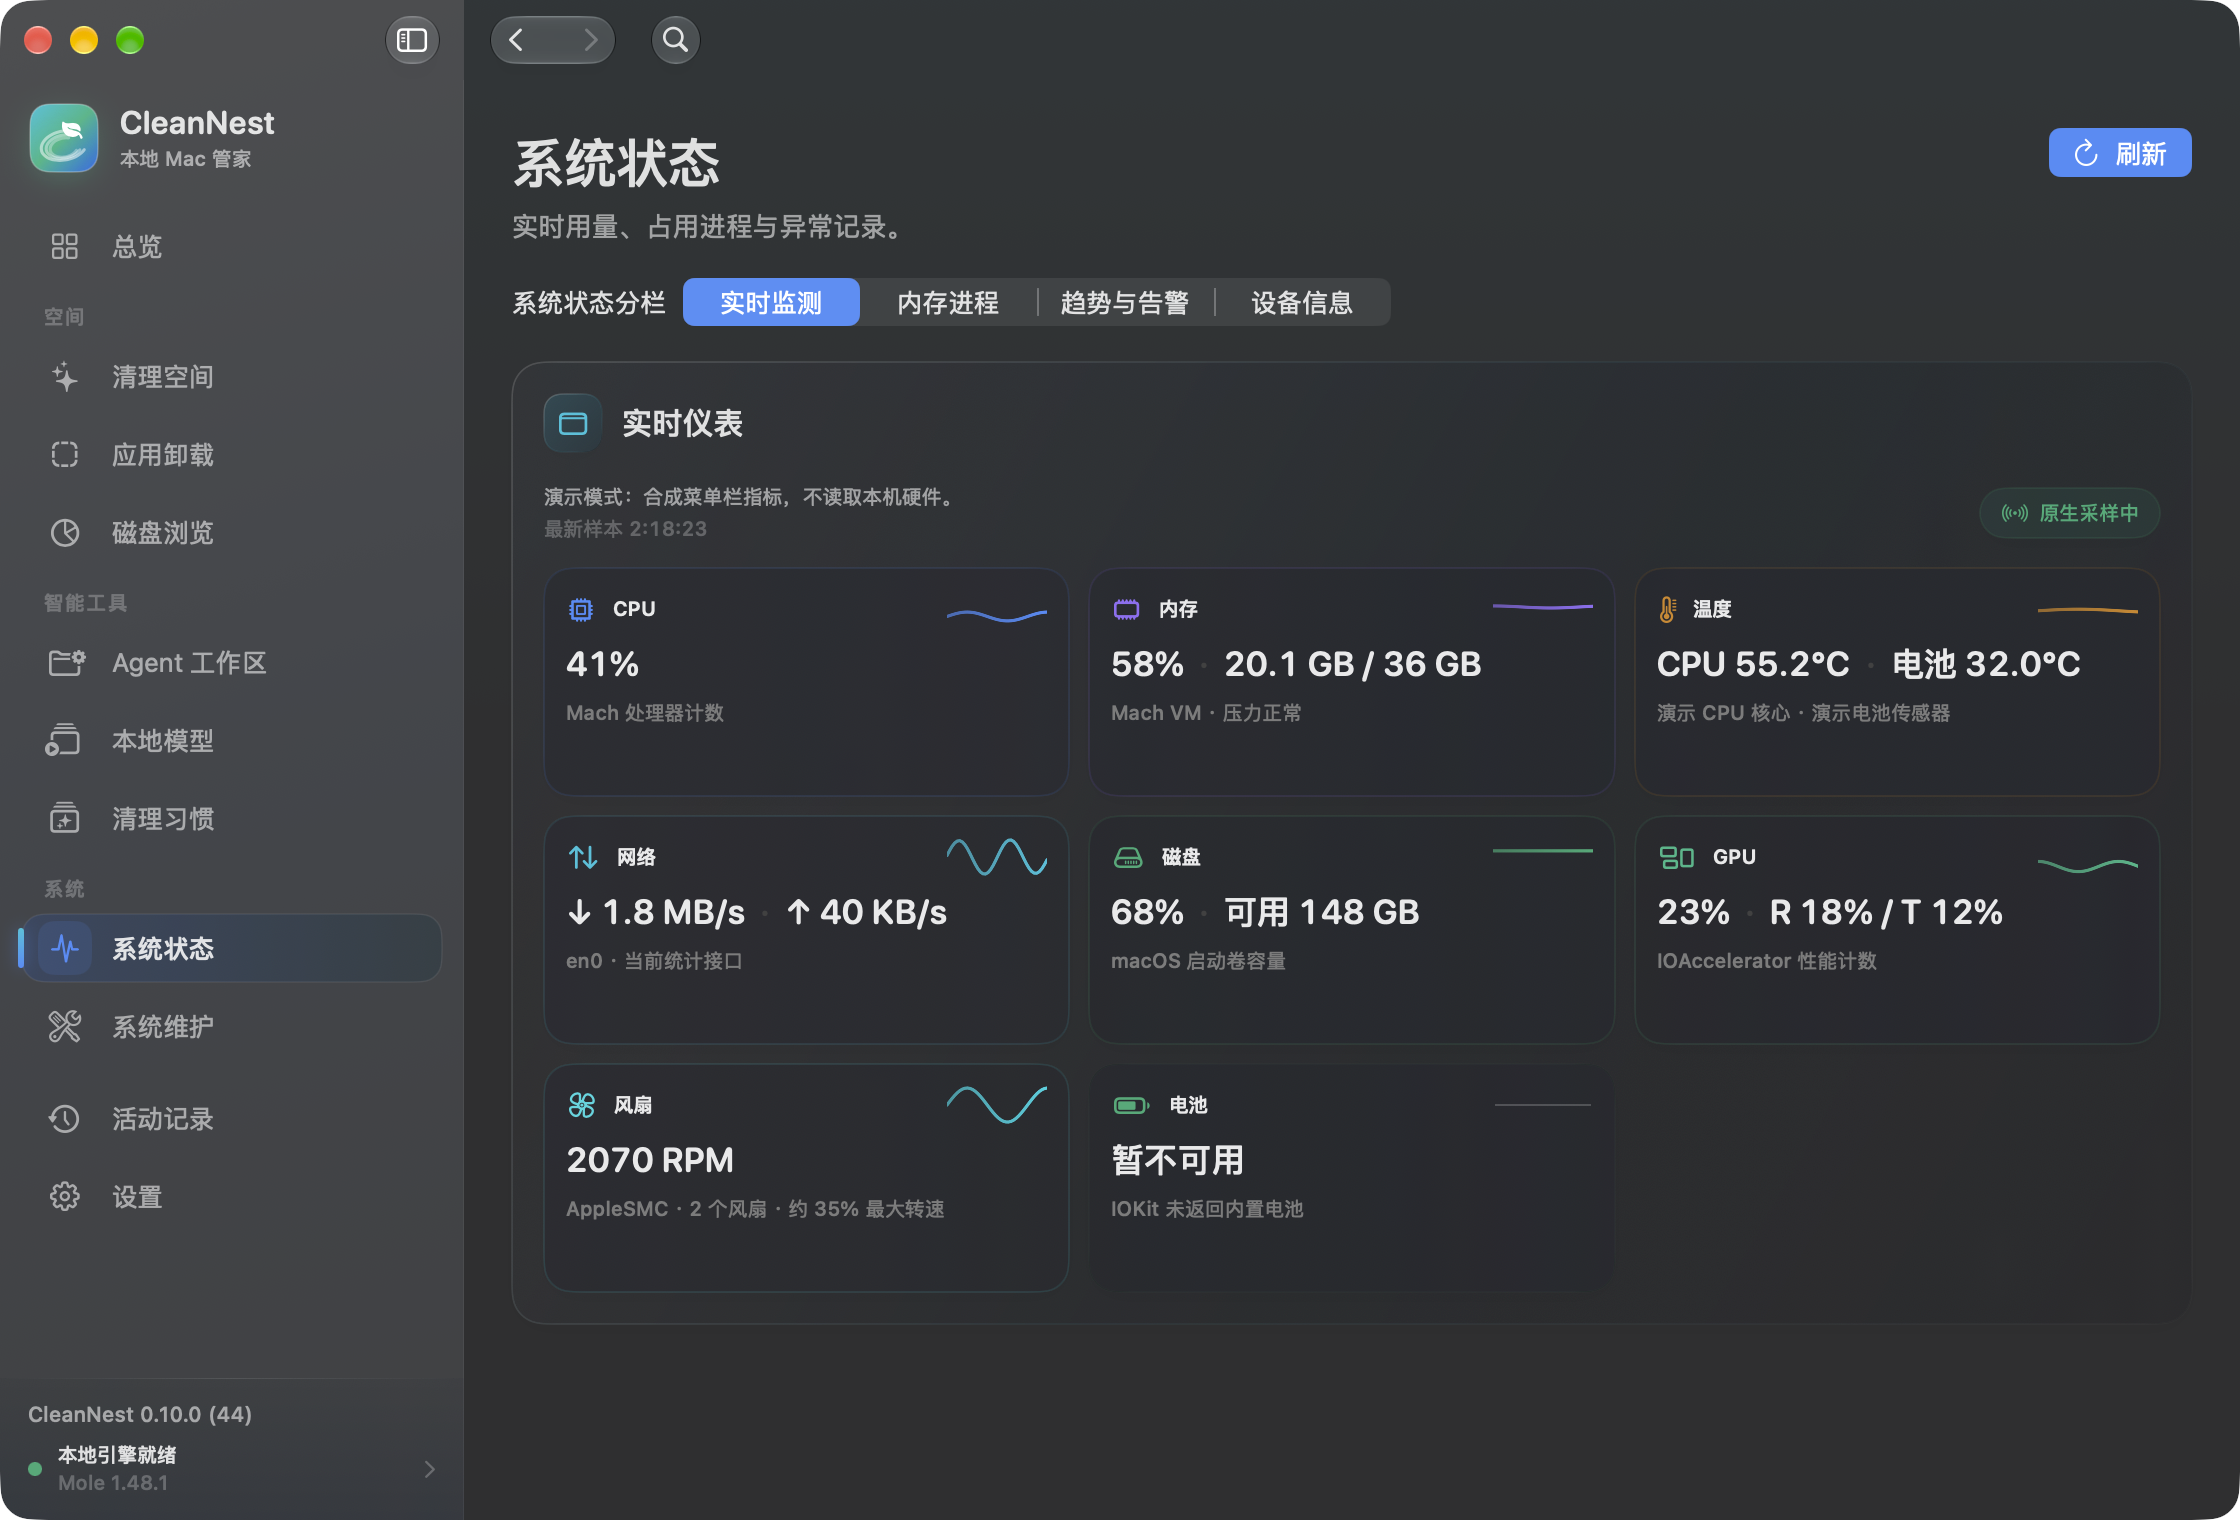 CleanNest
本地 Mac 管家
总览
空间
清理空间
应用卸载
磁盘浏览
智能工具
Agent 工作区
本地模型
清理习惯
系统
系统状态
系统维护
活动记录
设置
CleanNest 0.10.0 (44)
本地引擎就绪
Mole 1.48.1
系统状态
刷新
实时用量、占用进程与异常记录。
系统状态分栏 实时监测 内存进程 趋势与告警 设备信息
实时仪表
演示模式：合成菜单栏指标，不读取本机硬件。
最新样本 2:18:23
原生采样中
CPU
41%
Mach 处理器计数
内存
58% · 20.1 GB / 36 GB
Mach VM · 压力正常
温度
CPU 55.2°C · 电池 32.0°C
演示 CPU 核心 · 演示电池传感器
网络
↓ 1.8 MB/s · ↑ 40 KB/s
en0 · 当前统计接口
磁盘
68% · 可用 148 GB
macOS 启动卷容量
GPU
23% · R 18% / T 12%
IOAccelerator 性能计数
风扇
2070 RPM
AppleSMC · 2 个风扇 · 约 35% 最大转速
电池
暂不可用
IOKit 未返回内置电池